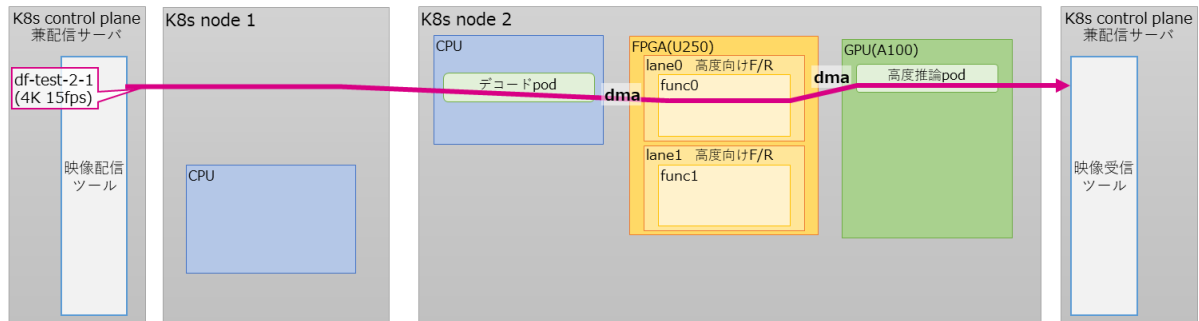 K8s control plane
兼配信サーバ
df-test-2-1
(4K 15fps)
映像配信
ツール
K8s node 1
CPU
K8s node 2
CPU
デコードpod
dma
FPGA(U250)
lane0 高度向けF/R
func0
lane1 高度向けF/R
func1
dma
GPU(A100)
高度推論pod
K8s control plane
兼配信サーバ
映像受信
ツール